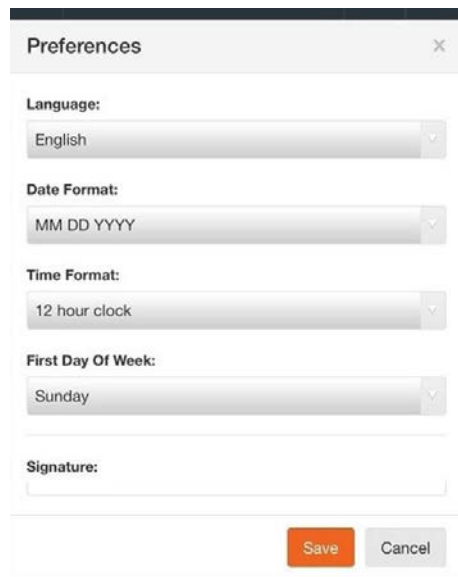 Preferences
Language:
English
Date Format:
MM DD YYYY
Time Format:
12 hour clock
First Day Of Week:
Sunday
Signature:
Save Cancel